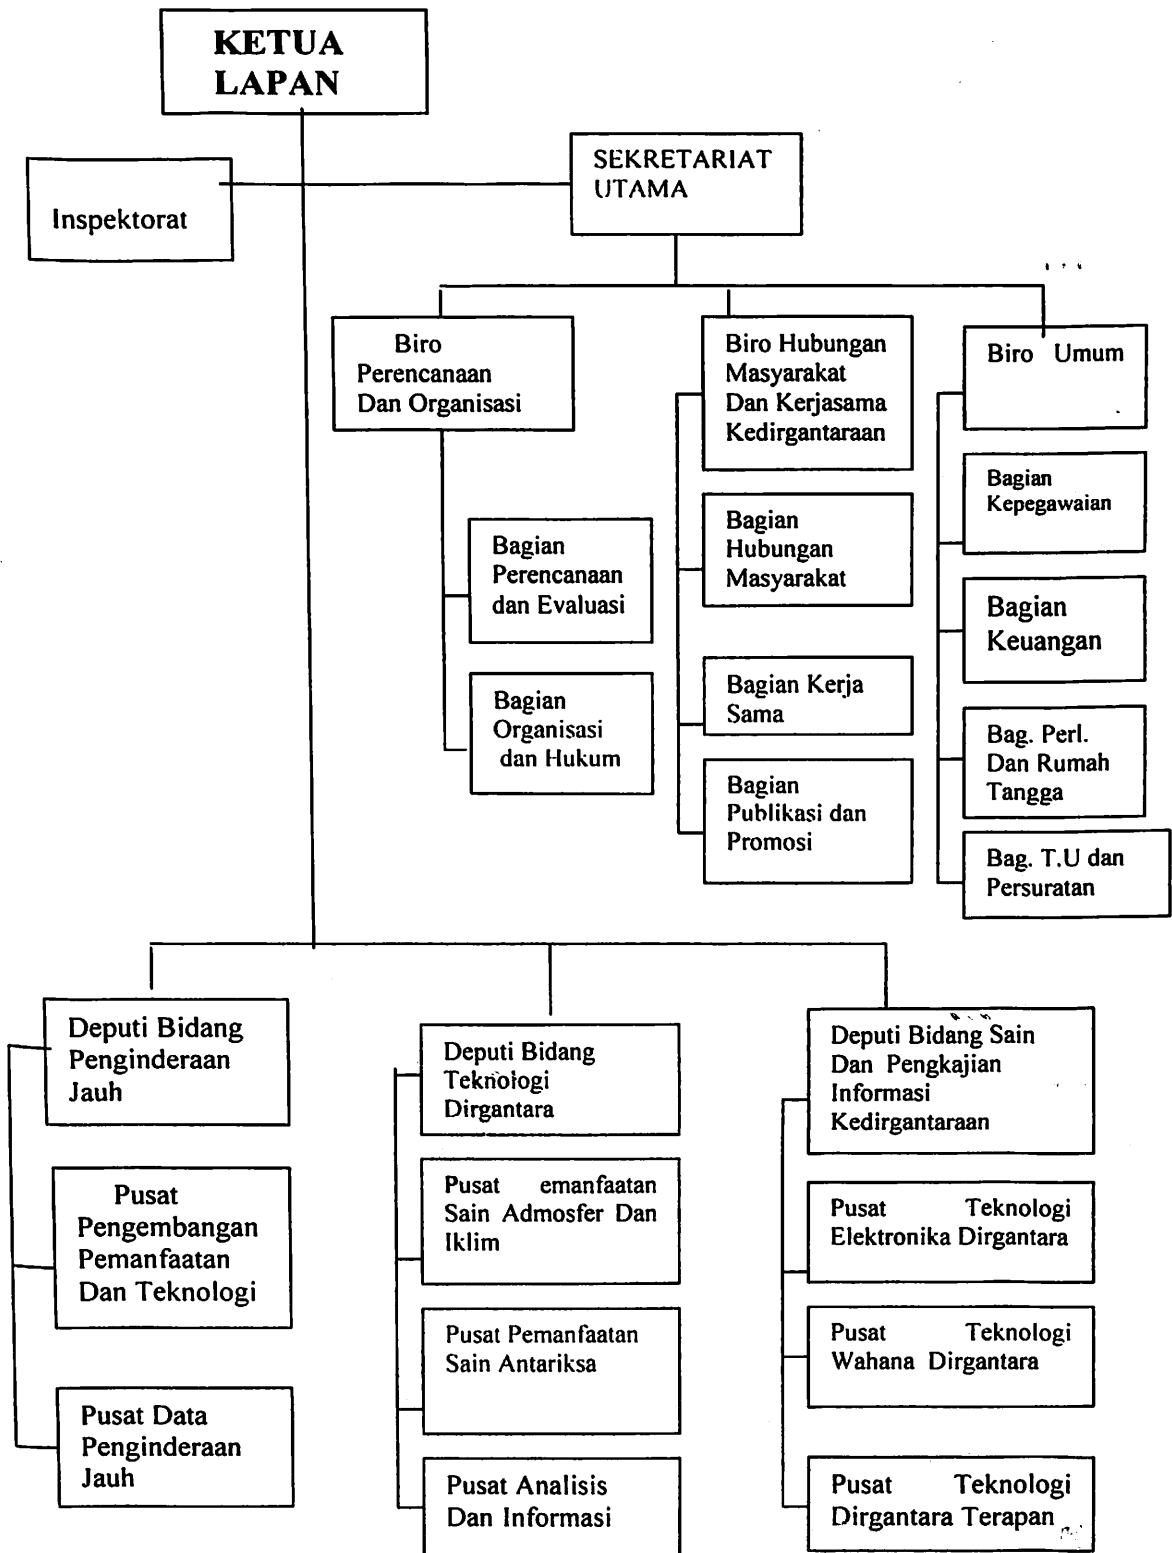 KETUA
LAPAN
SEKRETARIAT
UTAMA
Inspektorat
Biro
Perencanaan
Dan Organisasi
Biro Hubungan
Masyarakat
Dan Kerjasama
Kedirgantaraan
Biro Umum
Bagian
Perencanaan
dan Evaluasi
Bagian
Organisasi
dan Hukum
Bagian
Hubungan
Masyarakat
Bagian Kerja
Sama
Bagian
Publikasi dan
Promosi
Bagian
Kepegawaian
Bagian
Keuangan
Bag. Perl.
Dan Rumah
Tangga
Bag. T.U dan
Persuratan
Deputi Bidang
Penginderaan
Jauh
Pusat
Pengembangan
Pemanfaatan
Dan Teknologi
Pusat Data
Penginderaan
Jauh
Deputi Bidang
Teknologi
Dirgantara
Pusat emanfaatan
Sain Admosfer Dan
Iklim
Pusat Pemanfaatan
Sain Antariksa
Pusat Analisis
Dan Informasi
Deputi Bidang Sain
Dan Pengkajian
Informasi
Kedirgantaraan
Pusat Teknologi
Elektronika Dirgantara
Pusat Teknologi
Wahana Dirgantara
Pusat Teknologi
Dirgantara Terapan